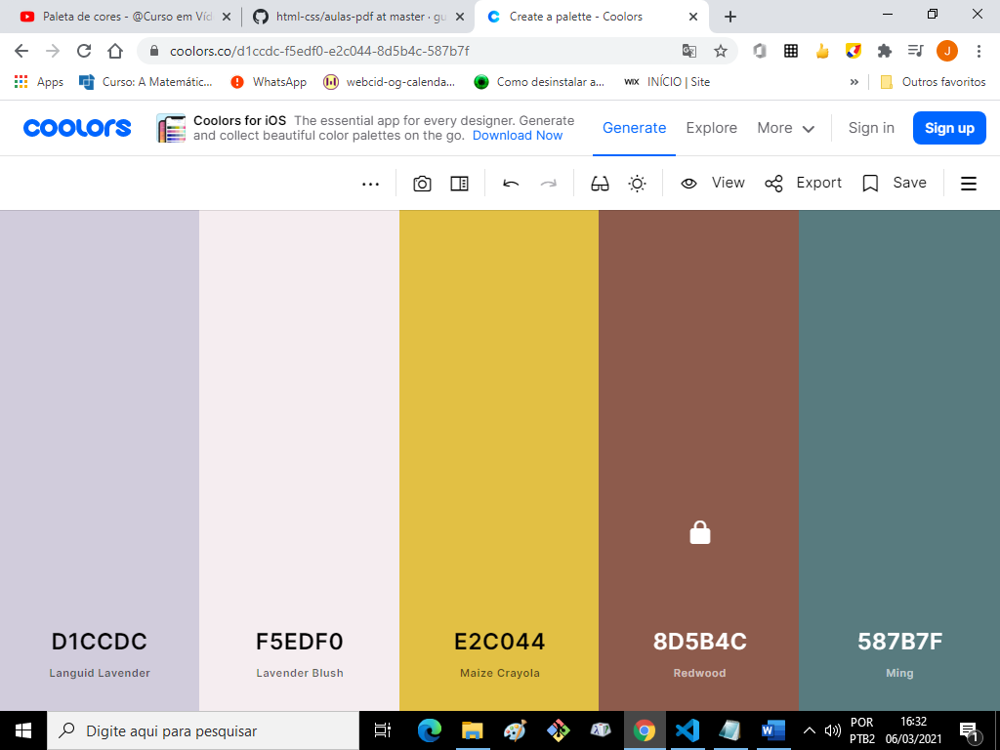 Paleta de cores - @Curso em Víd
html-css/aulas-pdf at master · gu
Create a palette - Coolors
coolors.co/d1ccdc-f5edf0-e2c044-8d5b4c-587b7f
J
Apps
Curso: A Matemátic...
WhatsApp
webcid-og-calenda...
Como desinstalar a...
WIX
INÍCIO | Site
»
Outros favoritos
coolors
Coolors for iOS The essential app for every designer. Generate
and collect beautiful color palettes on the go. Download Now
Generate
Explore
More
Sign in
Sign up
View
Export
Save
D1CCDC
Languid Lavender
F5EDF0
Lavender Blush
E2C044
Maize Crayola
8D5B4C
Redwood
587B7F
Ming
Digite aqui para pesquisar
POR
PTB2
16:32
06/03/2021
1